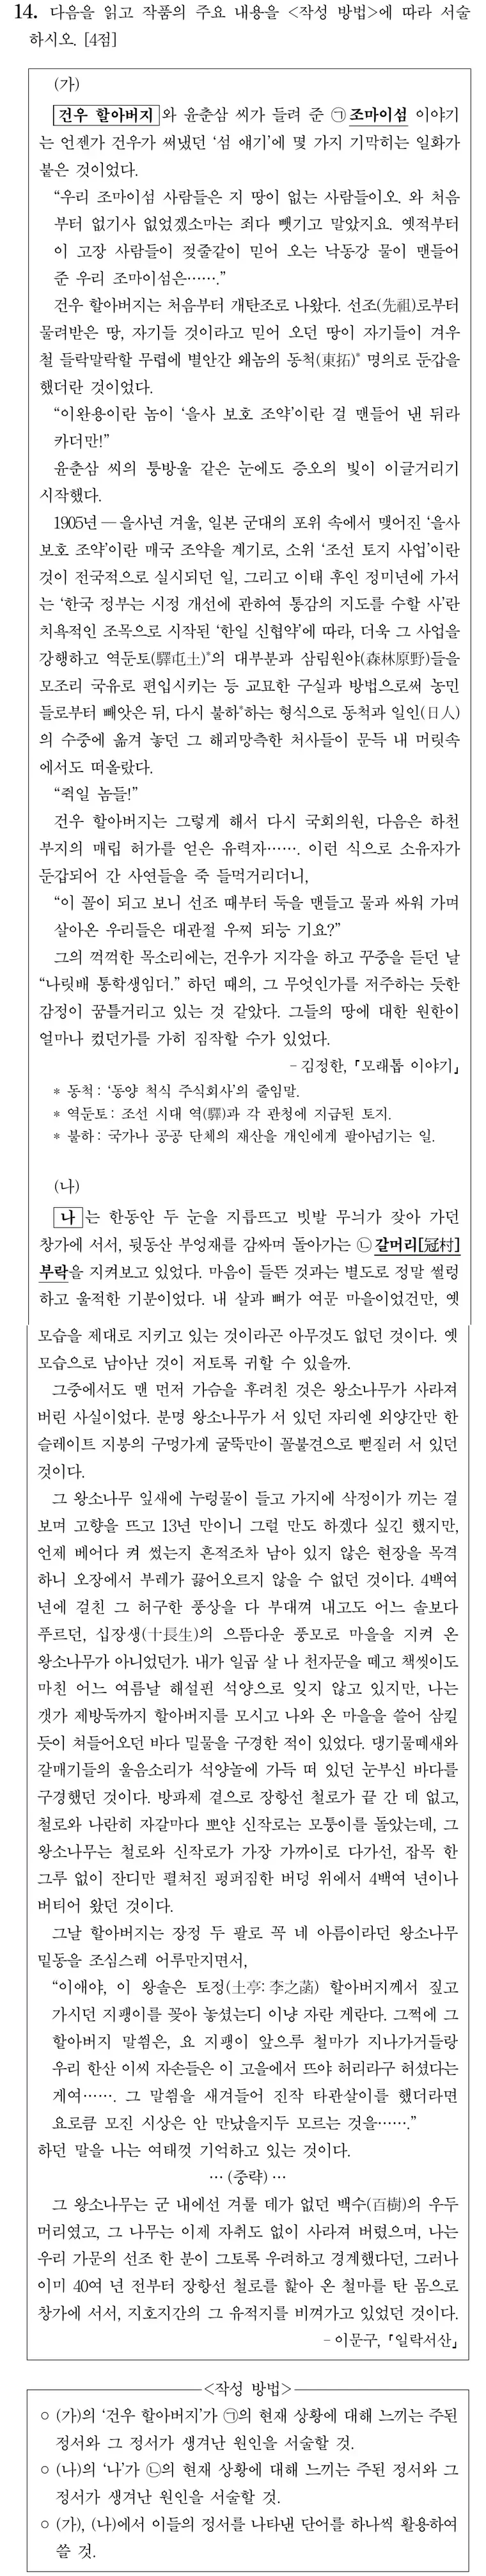 14. 다음을 읽고 작품의 주요 내용을 <작성 방법>에 따라 서술
하시오. [4점]
(가)
건우 할아버지와 윤춘삼 씨가 들려 준 ㉠조마이섬 이야기
는 언젠가 건우가 써냈던 ‘섬 얘기’에 몇 가지 기막히는 일화가
붙은 것이었다.
“우리 조마이섬 사람들은 지 땅이 없는 사람들이오. 와 처음
부터 없기사 없었겠소마는 죄다 뺏기고 말았지요. 옛적부터
이 고장 사람들이 젖줄같이 믿어 오는 낙동강 물이 맨들어
준 우리 조마이섬은…….”
건우 할아버지는 처음부터 개탄조로 나왔다. 선조(先祖)로부터
물려받은 땅, 자기들 것이라고 믿어 오던 땅이 자기들이 겨우
철 들락말락할 무렵에 별안간 왜놈의 동척(東拓)* 명의로 둔갑을
했더란 것이었다.
“이완용이란 놈이 ‘을사 보호 조약’이란 걸 맨들어 낸 뒤라
카더만!”
윤춘삼 씨의 퉁방울 같은 눈에도 증오의 빛이 이글거리기
시작했다.
1905년 — 을사년 겨울, 일본 군대의 포위 속에서 맺어진 ‘을사
보호 조약’이란 매국 조약을 계기로, 소위 ‘조선 토지 사업’이란
것이 전국적으로 실시되던 일, 그리고 이태 후인 정미년에 가서
는 ‘한국 정부는 시정 개선에 관하여 통감의 지도를 수할 사’란
치욕적인 조목으로 시작된 ‘한일 신협약’에 따라, 더욱 그 사업을
강행하고 역둔토(驛屯土)*의 대부분과 삼림원야(森林原野)들을
모조리 국유로 편입시키는 등 교묘한 구실과 방법으로써 농민
들로부터 빼앗은 뒤, 다시 불하*하는 형식으로 동척과 일인(日人)
의 수중에 옮겨 놓던 그 해괴망측한 처사들이 문득 내 머릿속
에서도 떠올랐다.
“쥑일 놈들!”
건우 할아버지는 그렇게 해서 다시 국회의원, 다음은 하천
부지의 매립 허가를 얻은 유력자……. 이런 식으로 소유자가
둔갑되어 간 사연들을 죽 들먹거리더니,
“이 꼴이 되고 보니 선조 때부터 둑을 맨들고 물과 싸워 가며
살아온 우리들은 대관절 우찌 되능 기요?”
그의 꺽꺽한 목소리에는, 건우가 지각을 하고 꾸중을 듣던 날
“나릿배 통학생임더.” 하던 때의, 그 무엇인가를 저주하는 듯한
감정이 꿈틀거리고 있는 것 같았다. 그들의 땅에 대한 원한이
얼마나 컸던가를 가히 짐작할 수가 있었다.
– 김정한, 「모래톱 이야기」
* 동척 : ‘동양 척식 주식회사’의 줄임말.
* 역둔토 : 조선 시대 역(驛)과 각 관청에 지급된 토지.
* 불하 : 국가나 공공 단체의 재산을 개인에게 팔아넘기는 일.
(나)
나는 한동안 두 눈을 지릅뜨고 빗발 무늬가 잦아 가던
창가에 서서, 뒷동산 부엉재를 감싸며 돌아가는 ㉡갈머리[冠村]
부락을 지켜보고 있었다. 마음이 들뜬 것과는 별도로 정말 썰렁
하고 울적한 기분이었다. 내 살과 뼈가 여문 마을이었건만, 옛
모습을 제대로 지키고 있는 것이라곤 아무것도 없던 것이다. 옛
모습으로 남아난 것이 저토록 귀할 수 있을까.
그중에서도 맨 먼저 가슴을 후려친 것은 왕소나무가 사라져
버린 사실이었다. 분명 왕소나무가 서 있던 자리엔 외양간만 한
슬레이트 지붕의 구멍가게 굴뚝만이 꼴불견으로 뻗질러 서 있던
것이다.
그 왕소나무 잎새에 누렁물이 들고 가지에 삭정이가 끼는 걸
보며 고향을 뜨고 13년 만이니 그럴 만도 하겠다 싶긴 했지만,
언제 베어다 켜 썼는지 흔적조차 남아 있지 않은 현장을 목격
하니 오장에서 부레가 끓어오르지 않을 수 없던 것이다. 4백여
년에 걸친 그 허구한 풍상을 다 부대껴 내고도 어느 솔보다
푸르던, 십장생(十長生)의 으뜸다운 풍모로 마을을 지켜 온
왕소나무가 아니었던가. 내가 일곱 살 나 천자문을 떼고 책씻이도
마친 어느 여름날 해설핀 석양으로 잊지 않고 있지만, 나는
갯가 제방둑까지 할아버지를 모시고 나와 온 마을을 쓸어 삼킬
듯이 쳐들어오던 바다 밀물을 구경한 적이 있었다. 댕기물떼새와
갈매기들의 울음소리가 석양놀에 가득 떠 있던 눈부신 바다를
구경했던 것이다. 방파제 곁으로 장항선 철로가 끝 간 데 없고,
철로와 나란히 자갈마다 뽀얀 신작로는 모퉁이를 돌았는데, 그
왕소나무는 철로와 신작로가 가장 가까이로 다가선, 잡목 한
그루 없이 잔디만 펼쳐진 펑퍼짐한 버덩 위에서 4백여 년이나
버티어 왔던 것이다.
그날 할아버지는 장정 두 팔로 꼭 네 아름이라던 왕소나무
밑동을 조심스레 어루만지면서,
“이애야, 이 왕솔은 토정(土亭: 李之菡) 할아버지께서 짚고
가시던 지팽이를 꽂아 놓셨는디 이냥 자란 게란다. 그쩍에 그
할아버지 말씀은, 요 지팽이 앞으루 철마가 지나가거들랑
우리 한산 이씨 자손들은 이 고을에서 뜨야 허리라구 허셨다는
게여……. 그 말씀을 새겨들어 진작 타관살이를 했더라면
요로큼 모진 시상은 안 만났을지두 모르는 것을…….”
하던 말을 나는 여태껏 기억하고 있는 것이다.
… (중략) …
그 왕소나무는 군 내에선 겨룰 데가 없던 백수(百樹)의 우두
머리였고, 그 나무는 이제 자취도 없이 사라져 버렸으며, 나는
우리 가문의 선조 한 분이 그토록 우려하고 경계했다던, 그러나
이미 40여 년 전부터 장항선 철로를 핥아 온 철마를 탄 몸으로
창가에 서서, 지호지간의 그 유적지를 비껴가고 있었던 것이다.
– 이문구, 「일락서산」
<작성 방법>
○ (가)의 ‘건우 할아버지’가 ㉠의 현재 상황에 대해 느끼는 주된
정서와 그 정서가 생겨난 원인을 서술할 것.
○ (나)의 ‘나’가 ㉡의 현재 상황에 대해 느끼는 주된 정서와 그
정서가 생겨난 원인을 서술할 것.
○ (가), (나)에서 이들의 정서를 나타낸 단어를 하나씩 활용하여
쓸 것.